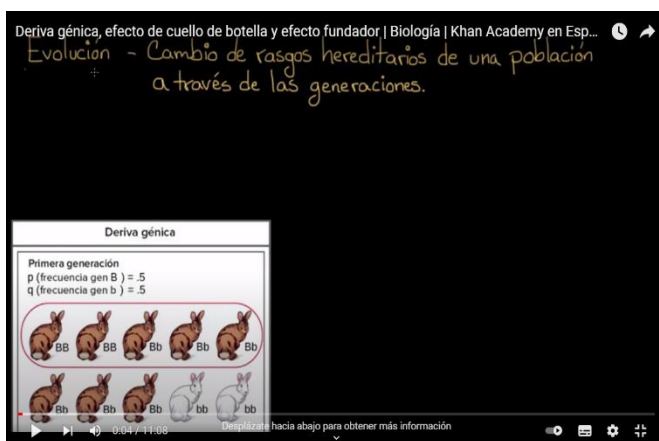 Deriva génica, efecto de cuello de botella y efecto fundador | Biología | Khan Academy en Esp...
Evolución - Cambio de rasgos hereditarios de una población
a través de las generaciones.
Deriva génica
Primera generación
p (frecuencia gen B ) = .5
q (frecuencia gen b ) = .5
BB BB Bb Bb Bb
Bb Bb Bb bb bb
0:04 / 11:08
Desplázate hacia abajo para obtener más información